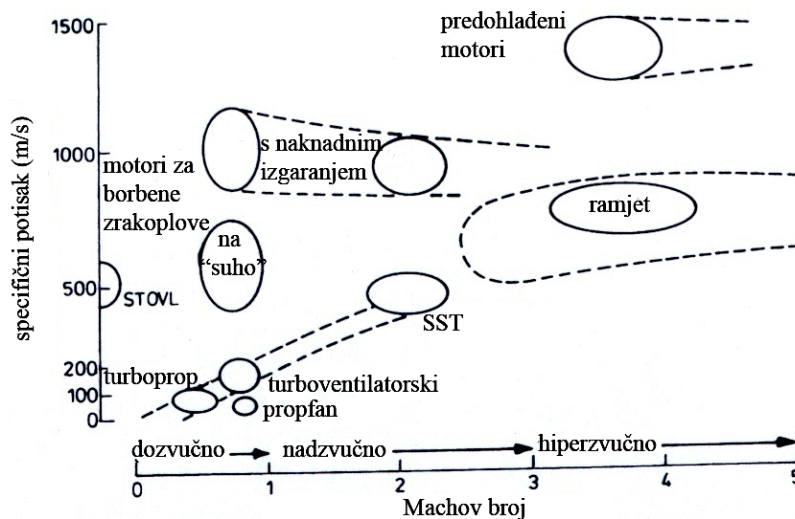 1500
predohlađeni
motori
1000
s naknadnim
izgaranjem
motori za
borbene
zrakoplove
ramjet
na
“suho”
500
STOVL
SST
specifični potisak (m/s)
200
turboprop
turboventilatorski
100
propfan
0
dozvučno
nadzvučno
hiperzvučno
0
1
2
3
4
5
Machov broj